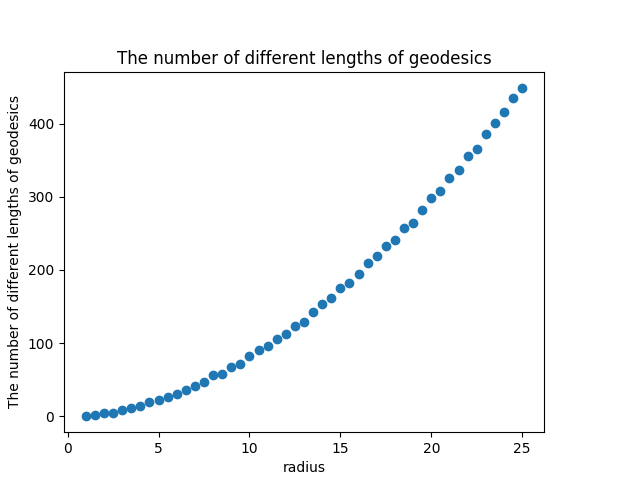 The number of different lengths of geodesics
The number of different lengths of geodesics
400
300
200
100
0
0 5 10 15 20 25
radius